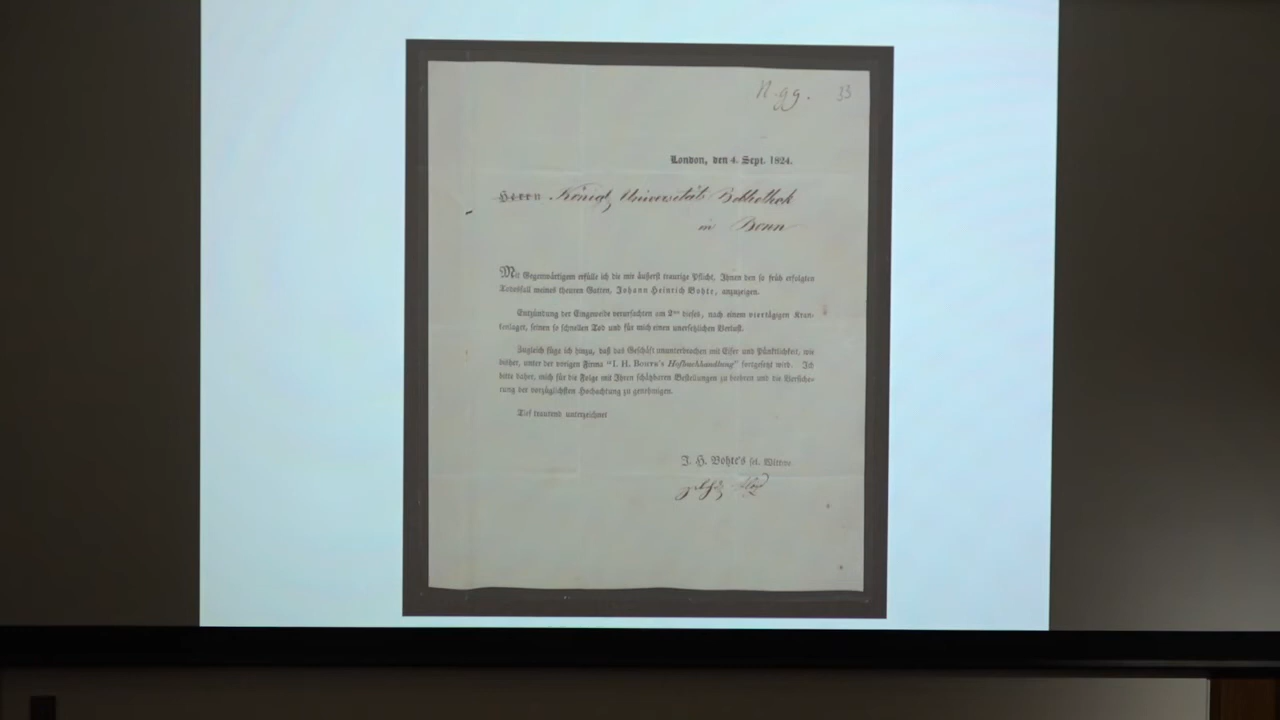 N. gg. 33
London, den 4. Sept. 1824.
Herrn Königl. Universität Bibliothek
in Bonn
Mit Gegenwärtigem erfülle ich die mir äußerst traurige Pflicht, Ihnen den so früh erfolgten
Todesfall meines theuren Gatten, Johann Heinrich Bohte, anzuzeigen.
Entzündung der Eingeweide verursachten am 2ten dieses, nach einem viertägigen Kran-
kenlager, seinen so schnellen Tod und für mich einen unersetzlichen Verlust.
Zugleich füge ich hinzu, daß das Geschäft ununterbrochen mit Eifer und Pünktlichkeit, wie
bisher, unter der vorigen Firma "I. H. Bohte's Hofbuchhandlung" fortgesetzt wird. Ich
bitte daher, mich für die Folge mit Ihren schätzbaren Bestellungen zu beehren und die Versiche-
rung der vorzüglichsten Hochachtung zu genehmigen.
Tief trauernd unterzeichnet
J. H. Bohte's sel. Wittwe